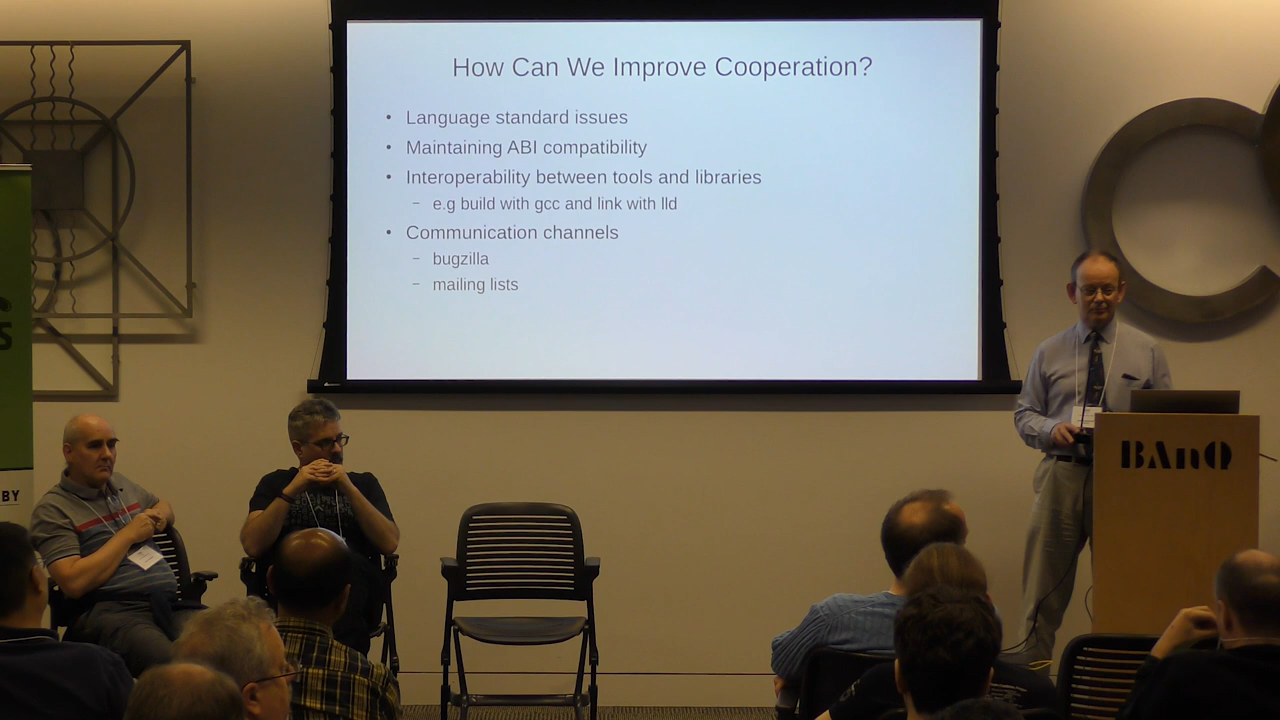 How Can We Improve Cooperation?
• Language standard issues
• Maintaining ABI compatibility
• Interoperability between tools and libraries
– e.g build with gcc and link with lld
• Communication channels
– bugzilla
– mailing lists
BAnQ
S
BY